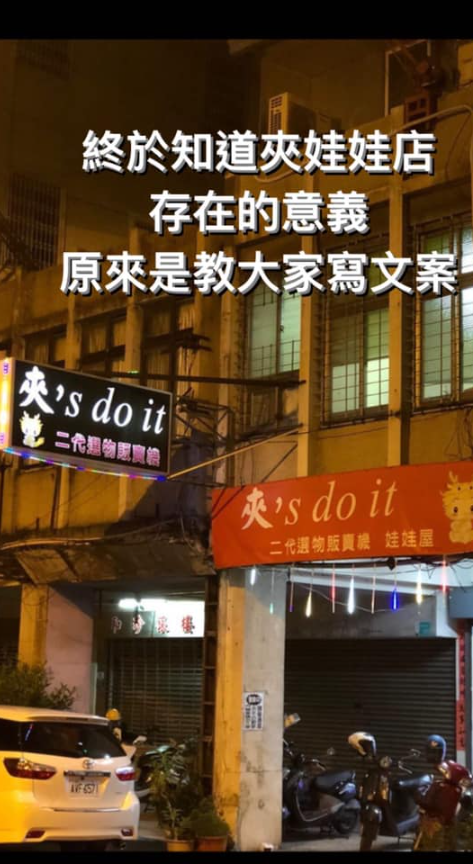 終於知道夾娃娃店
存在的意義
原來是教大家寫文案
夾's do it
二代選物販賣機
夾's do it
二代選物販賣機 娃娃屋